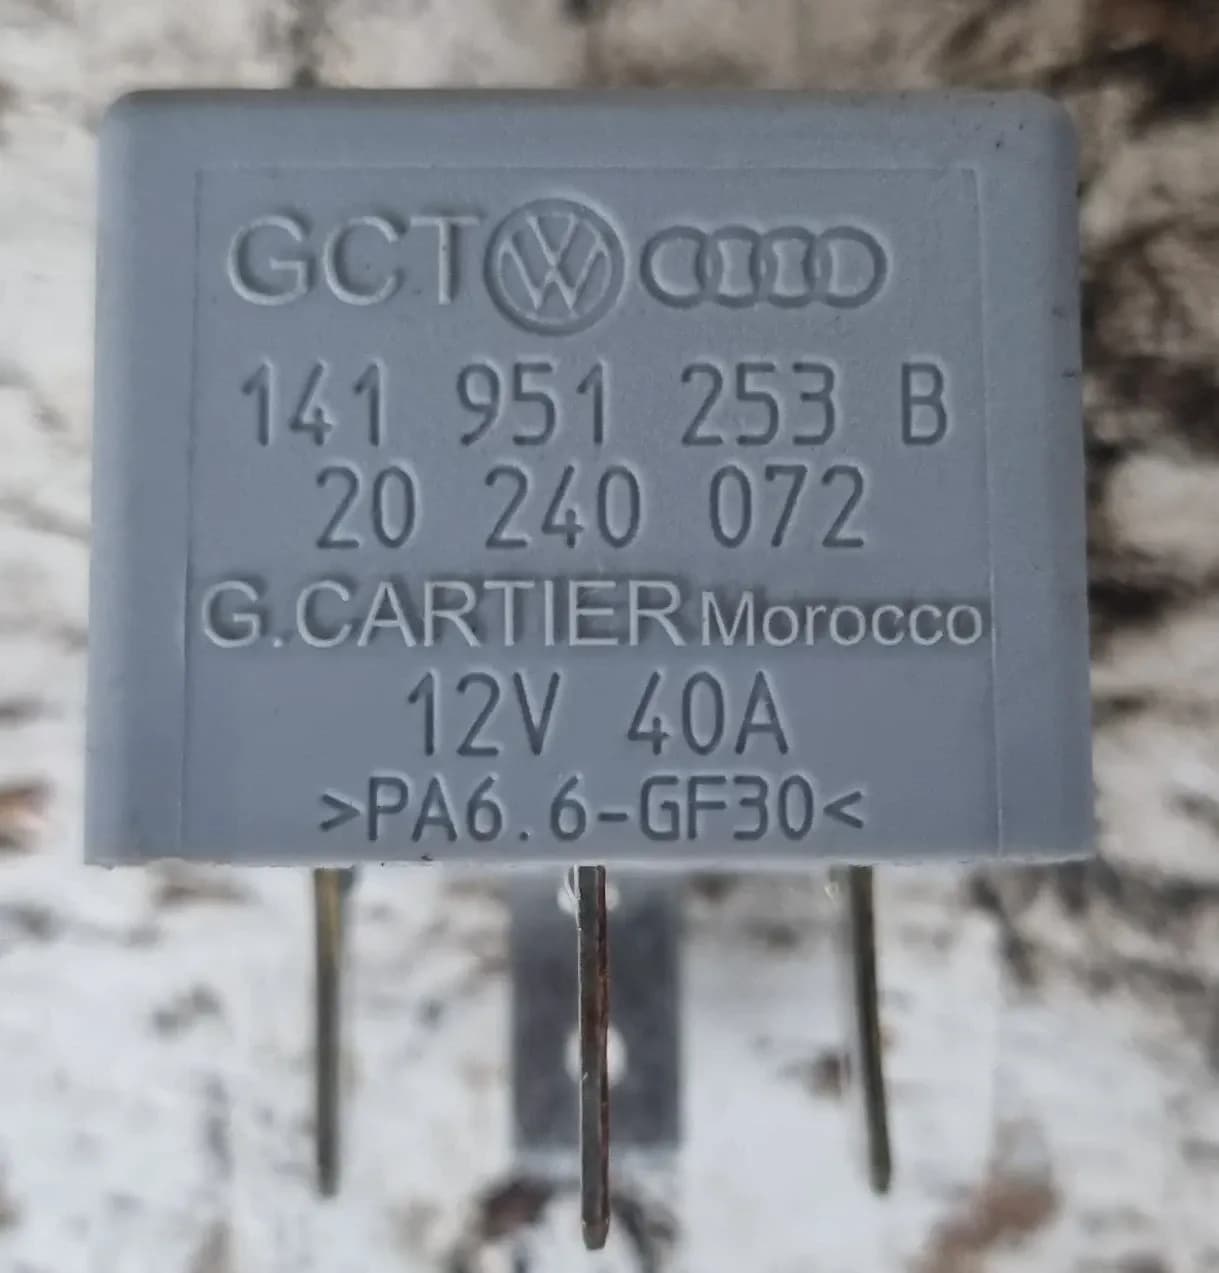 GCT
141 951 253 B
20 240 072
G.CARTIER Morocco
12V 40A
>PA6.6-GF30<